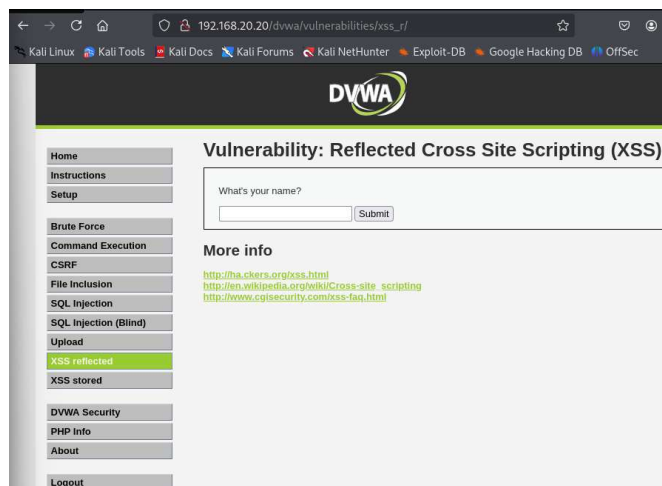 192.168.20.20/dvwa/vulnerabilities/xss_r/
Kali Linux Kali Tools Kali Docs Kali Forums Kali NetHunter Exploit-DB Google Hacking DB OffSec
DVWA
Home
Instructions
Setup
Brute Force
Command Execution
CSRF
File Inclusion
SQL Injection
SQL Injection (Blind)
Upload
XSS reflected
XSS stored
DVWA Security
PHP Info
About
Logout
Vulnerability: Reflected Cross Site Scripting (XSS)
What's your name?
Submit
More info
http://ha.ckers.org/xss.html
http://en.wikipedia.org/wiki/Cross-site_scripting
http://www.cgisecurity.com/xss-faq.html